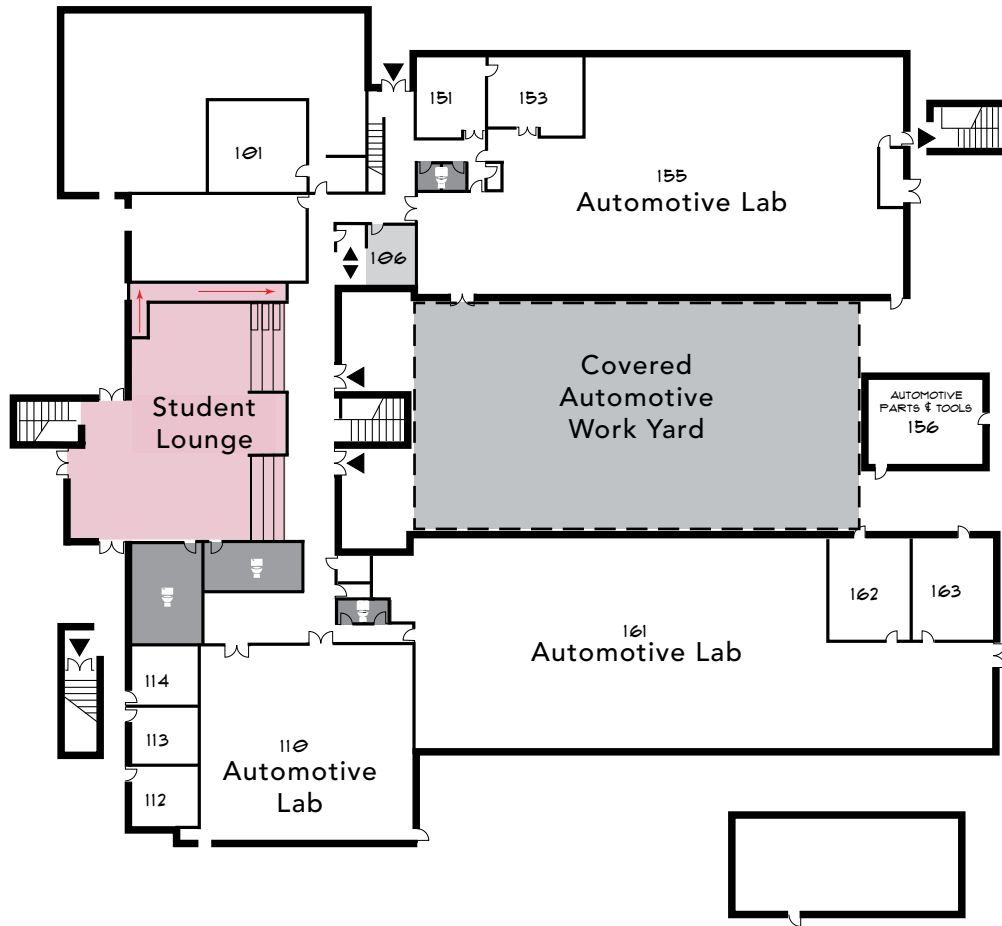 151
153
101
155
Automotive Lab
106
Covered
Automotive
Work Yard
Student
Lounge
AUTOMOTIVE
PARTS & TOOLS
156
162
163
161
Automotive Lab
114
113
112
110
Automotive
Lab